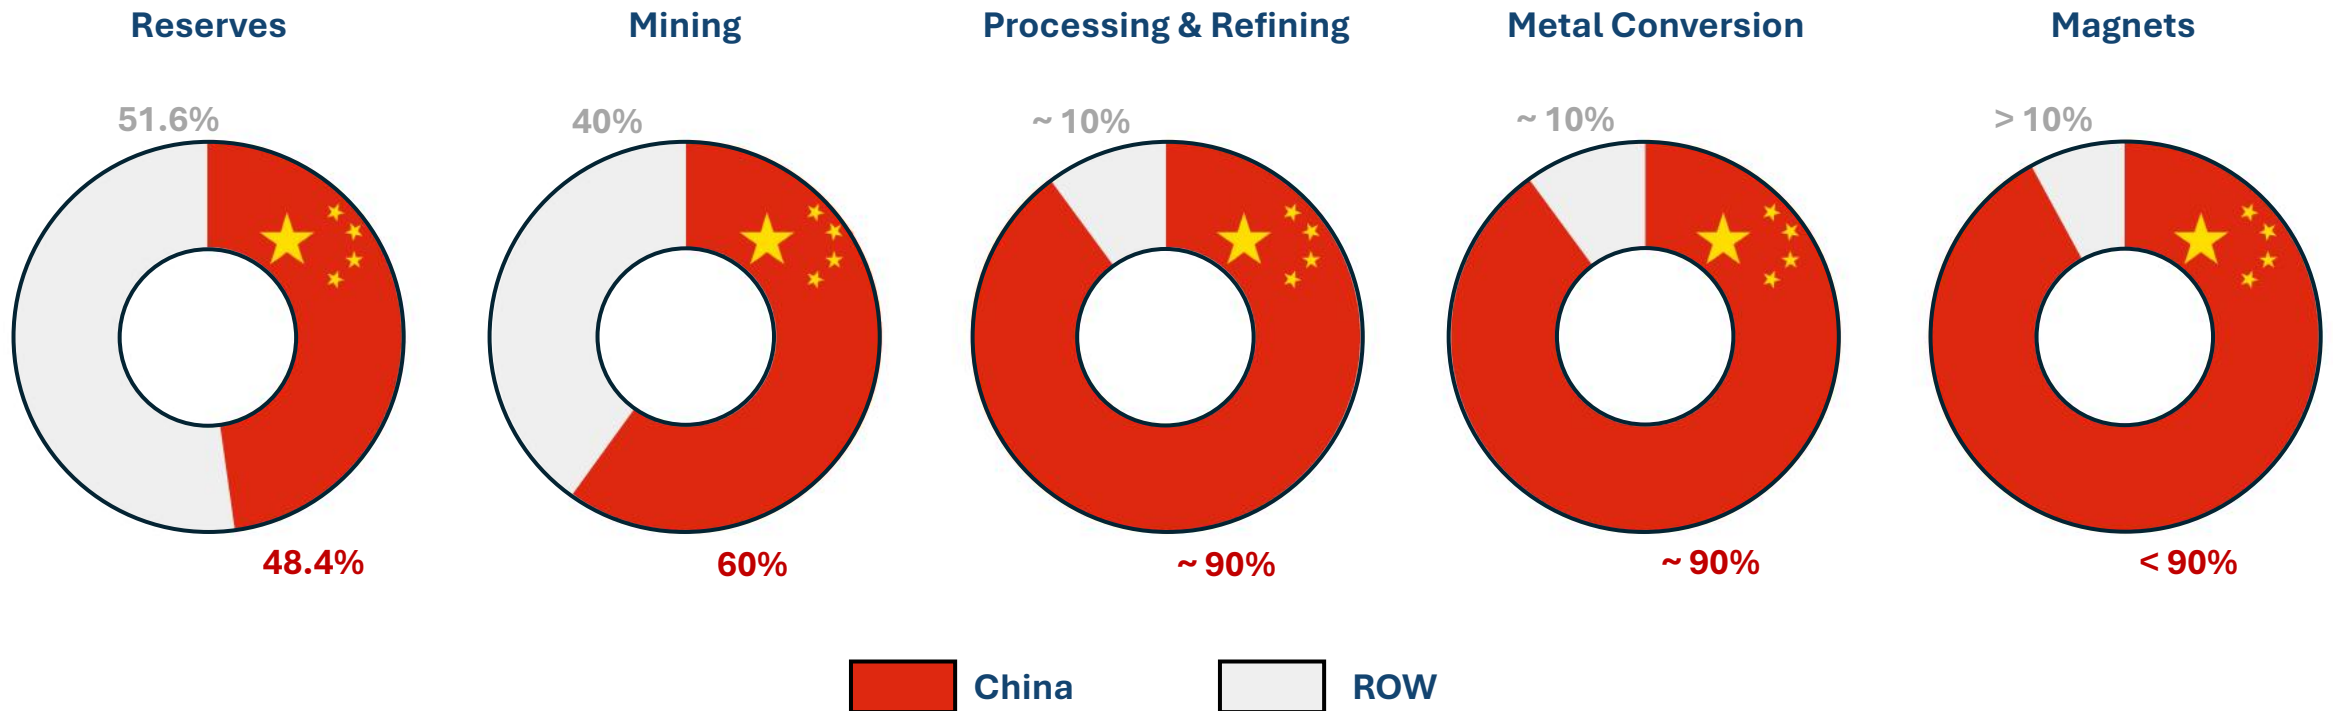 Reserves
Mining
Processing & Refining
Metal Conversion
Magnets
51.6%
40%
~ 10%
~ 10%
> 10%
48.4%
60%
~ 90%
~ 90%
< 90%
China
ROW